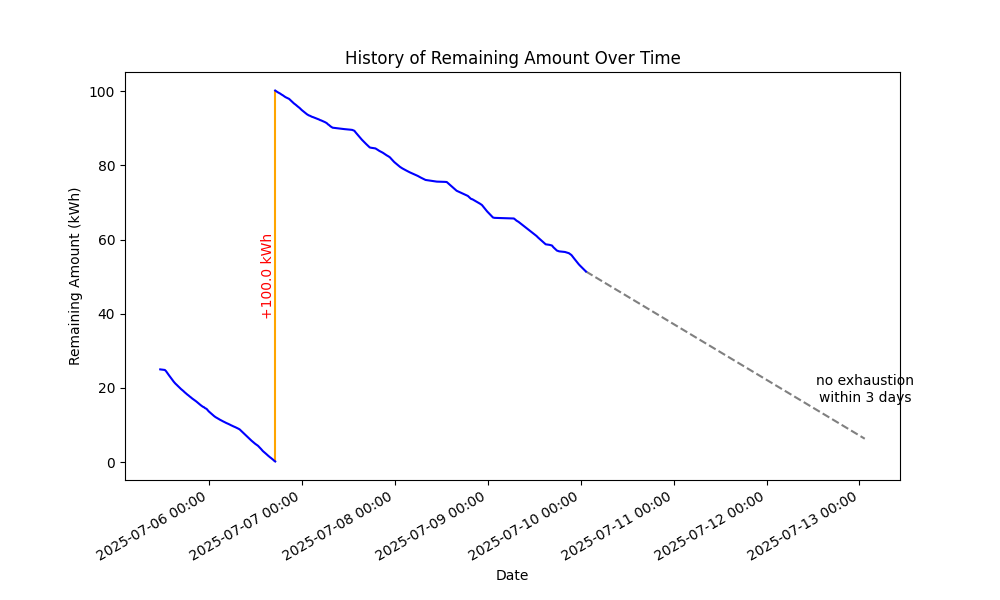 History of Remaining Amount Over Time
Remaining Amount (kWh)
100
80
60
40
20
0
+100.0 kWh
no exhaustion
within 3 days
2025-07-06 00:00
2025-07-07 00:00
2025-07-08 00:00
2025-07-09 00:00
2025-07-10 00:00
2025-07-11 00:00
2025-07-12 00:00
2025-07-13 00:00
Date